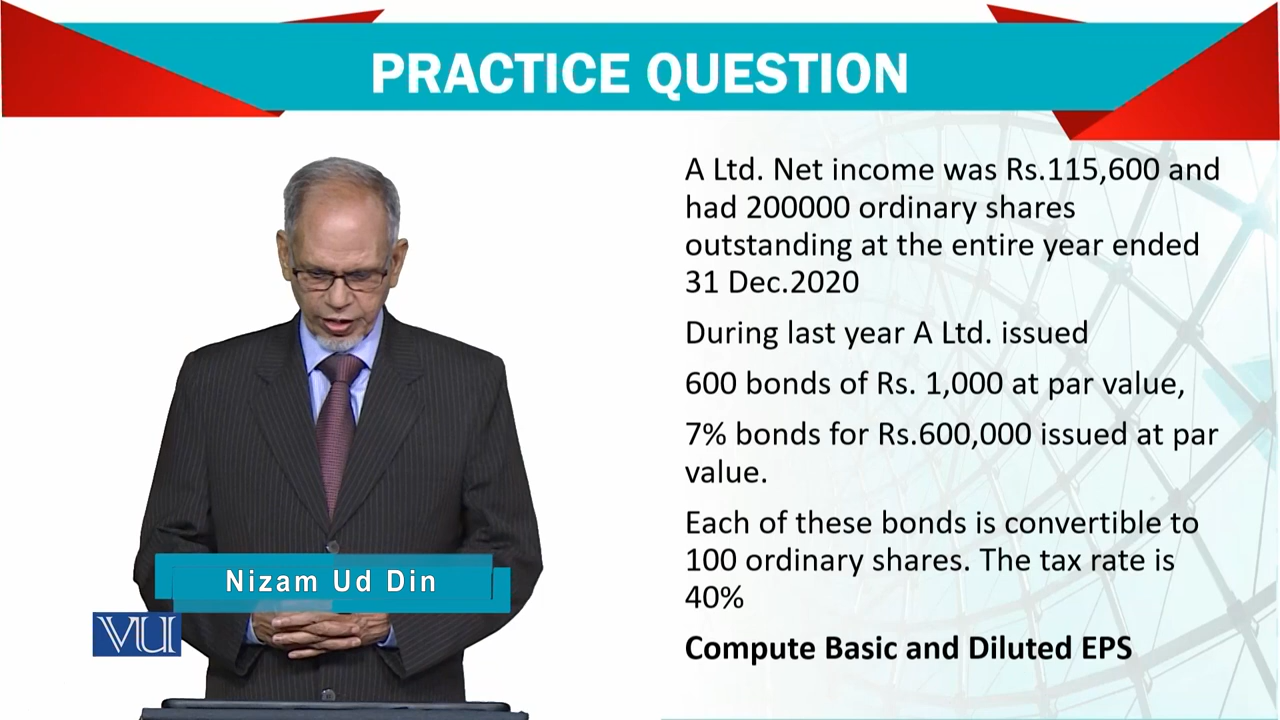 PRACTICE QUESTION
A Ltd. Net income was Rs.115,600 and
had 200000 ordinary shares
outstanding at the entire year ended
31 Dec.2020
During last year A Ltd. issued
600 bonds of Rs. 1,000 at par value,
7% bonds for Rs.600,000 issued at par
value.
Each of these bonds is convertible to
100 ordinary shares. The tax rate is
40%
Compute Basic and Diluted EPS
Nizam Ud Din
VU